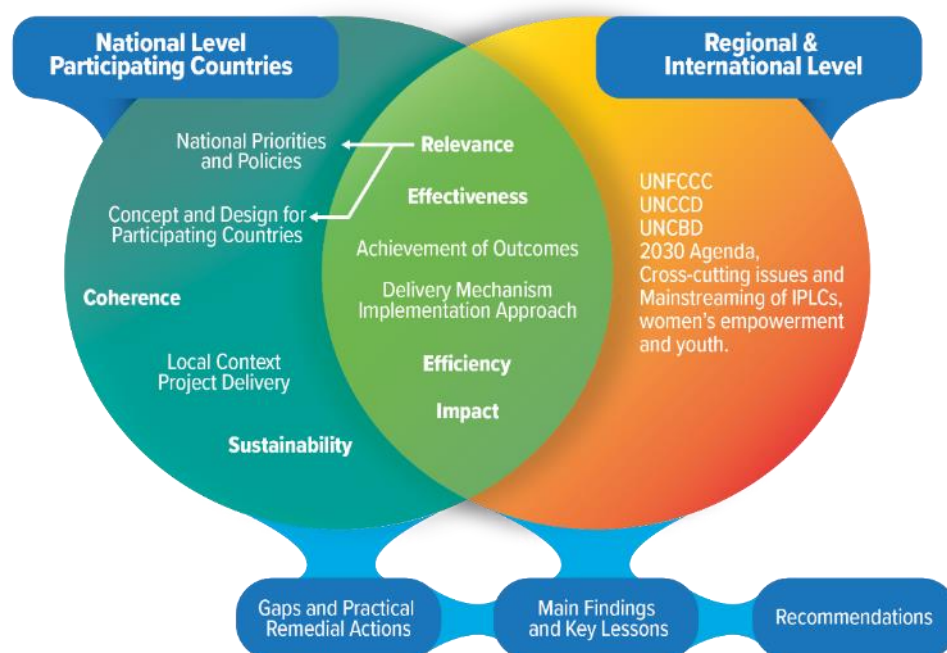 National Level
Participating Countries
Regional &
International Level
National Priorities
and Policies
Concept and Design for
Participating Countries
Coherence
Local Context
Project Delivery
Sustainability
Relevance
Effectiveness
Achievement of Outcomes
Delivery Mechanism
Implementation Approach
Efficiency
Impact
UNFCCC
UNCCD
UNCBD
2030 Agenda,
Cross-cutting issues and
Mainstreaming of IPLCs,
women's empowerment
and youth.
Gaps and Practical
Remedial Actions
Main Findings
and Key Lessons
Recommendations